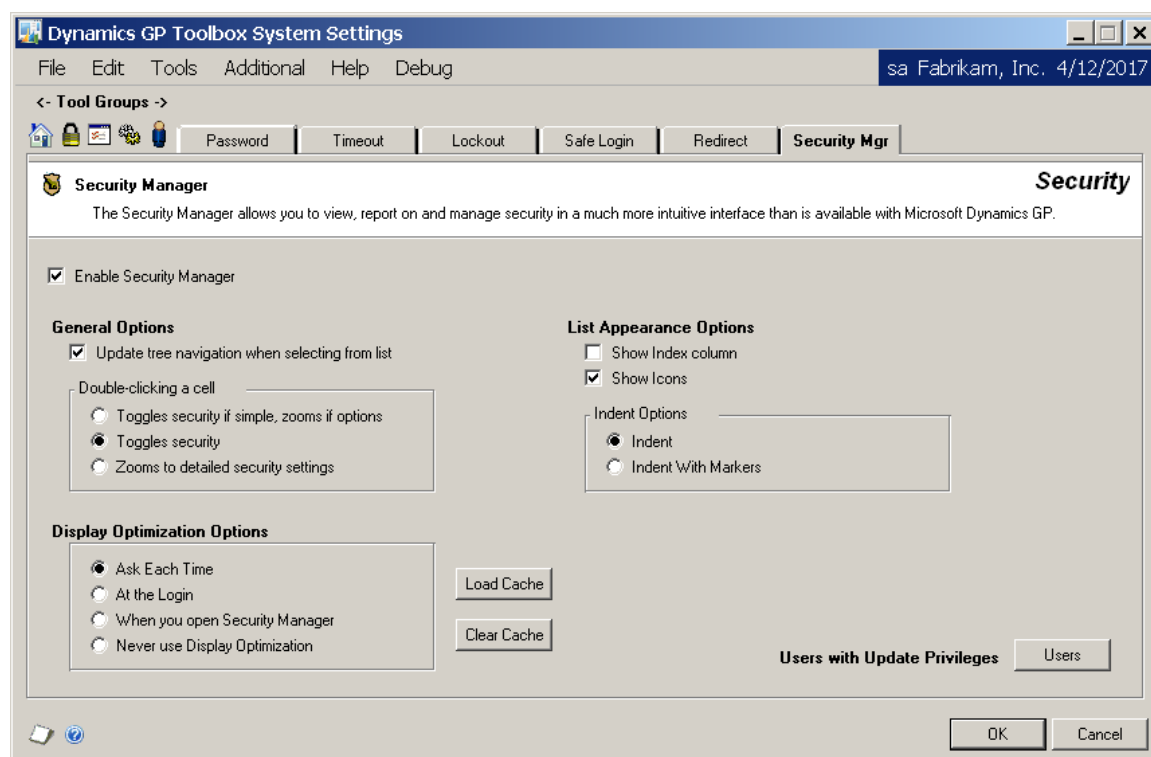 Dynamics GP Toolbox System Settings
File Edit Tools Additional Help Debug sa Fabrikam, Inc. 4/12/2017
<- Tool Groups ->
Password Timeout Lockout Safe Login Redirect Security Mgr
Security Manager Security
The Security Manager allows you to view, report on and manage security in a much more intuitive interface than is available with Microsoft Dynamics GP.
Enable Security Manager
General Options List Appearance Options
Update tree navigation when selecting from list Show Index column
Show Icons
Double-clicking a cell
Toggles security if simple, zooms if options
Toggles security
Zooms to detailed security settings
Indent Options
Indent
Indent With Markers
Display Optimization Options
Ask Each Time
At the Login
When you open Security Manager
Never use Display Optimization
Load Cache
Clear Cache
Users with Update Privileges Users
OK Cancel